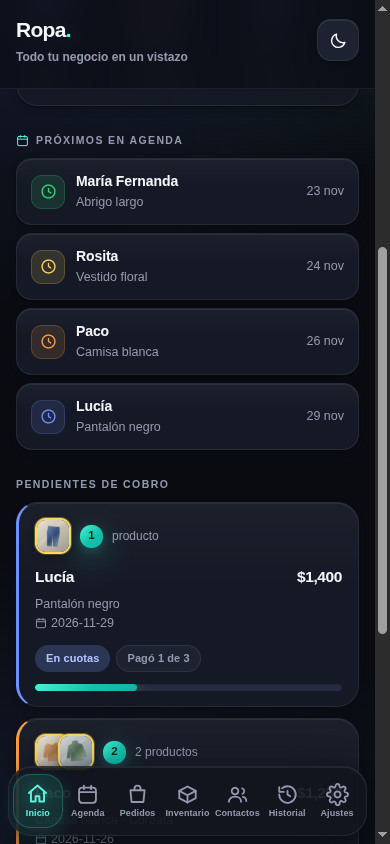 Ropa.
Todo tu negocio en un vistazo
PRÓXIMOS EN AGENDA
María Fernanda
Abrigo largo
23 nov
Rosita
Vestido floral
24 nov
Paco
Camisa blanca
26 nov
Lucía
Pantalón negro
29 nov
PENDIENTES DE COBRO
1 producto
Lucía $1,400
Pantalón negro
2026-11-29
En cuotas Pagó 1 de 3
2 2 productos
Inicio Agenda Pedidos Inventario Contactos Historial Ajustes
2026-11-26